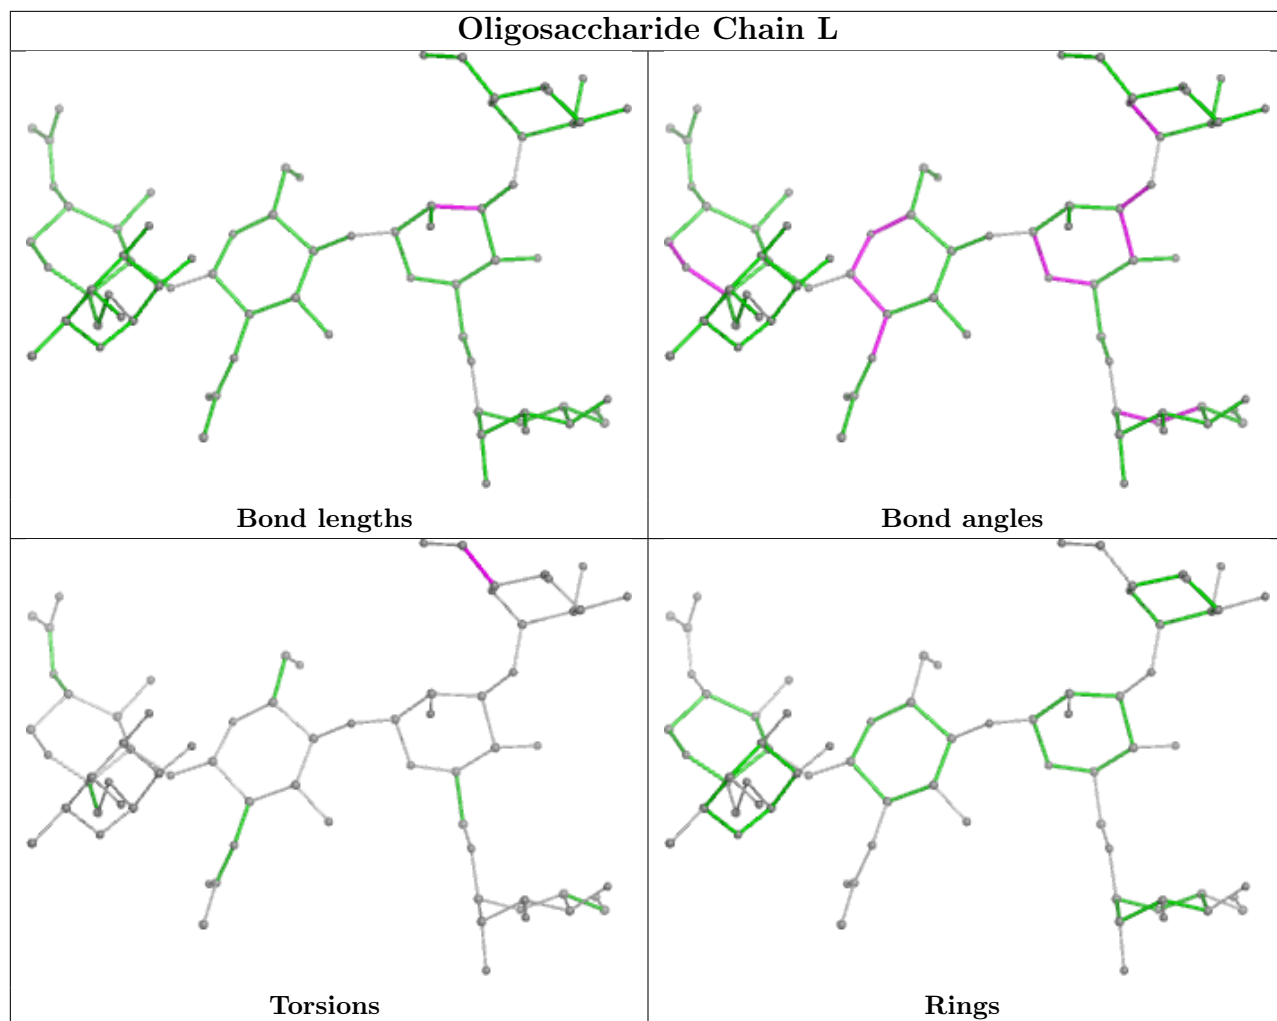 Oligosaccharide Chain L
Bond lengths
Bond angles
Torsions
Rings